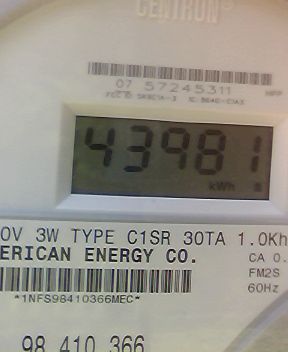 CENTRON
07 57245311
43981
kWh
0V 3W TYPE C1SR 30TA 1.0Kh
ERICAN ENERGY CO.
CA 0.
FM2S
60Hz
*1NFS98410366MEC*
98 410 366